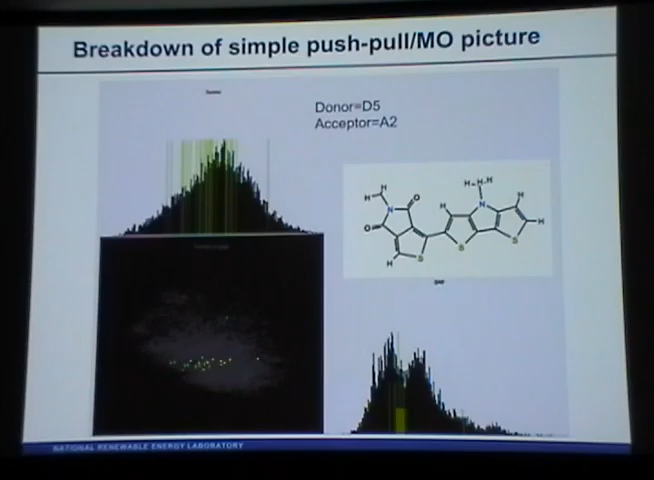 Breakdown of simple push-pull/MO picture
Donor=D5
Acceptor=A2
H
H
N
O
O
H
S
H
S
H-H-H
N
H
H
S
NATIONAL RENEWABLE ENERGY LABORATORY